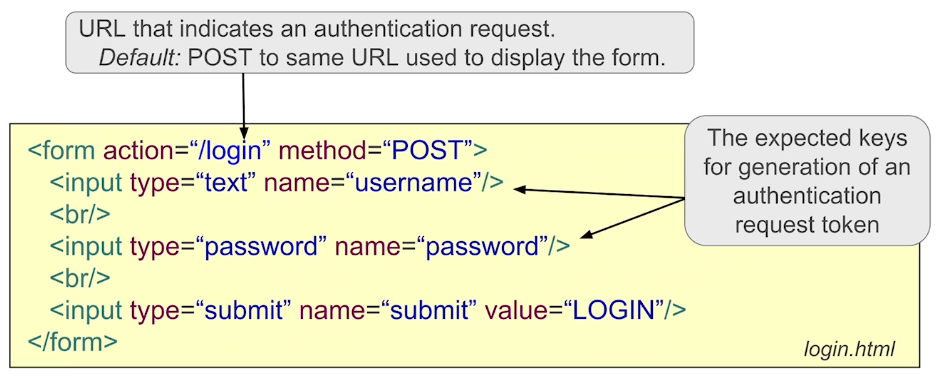 URL that indicates an authentication request.
Default: POST to same URL used to display the form.
<form action=“/login” method=“POST”>
<input type=“text” name=“username”/>
<br/>
<input type=“password” name=“password”/>
<br/>
<input type=“submit” name=“submit” value=“LOGIN”/>
</form>
The expected keys
for generation of an
authentication
request token
login.html